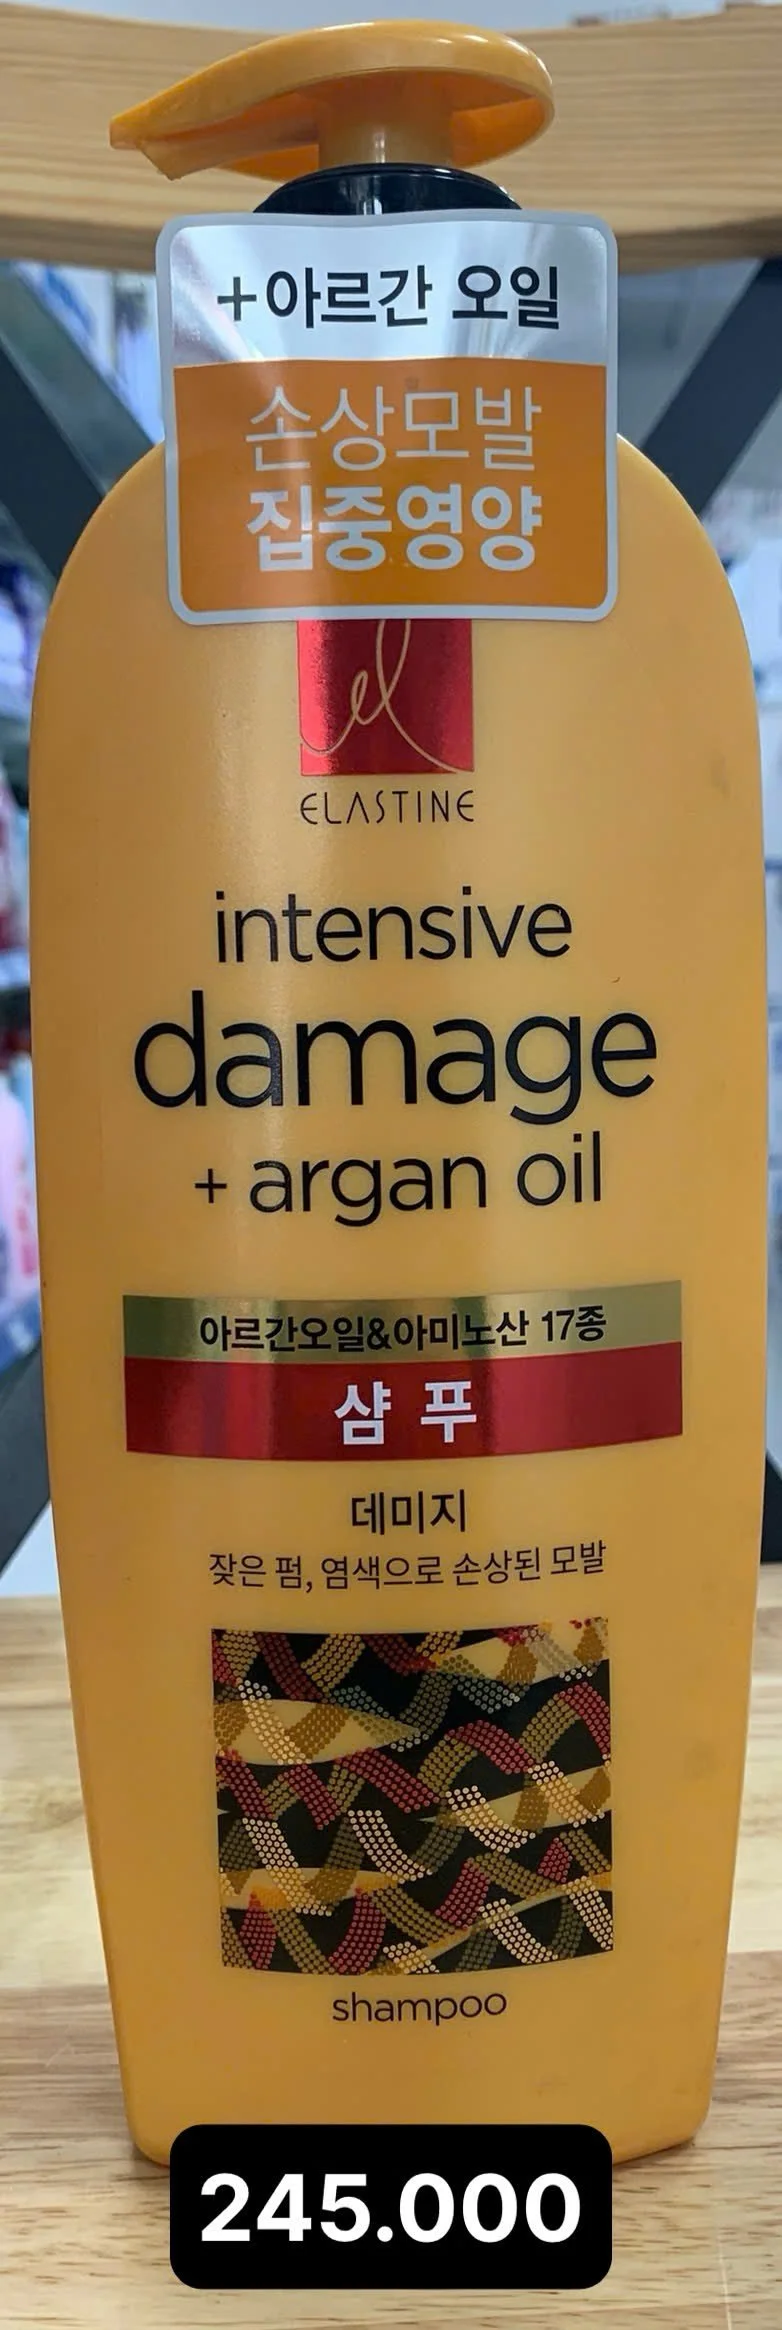 +아르간 오일
손상모발
집중영양
el
ELASTINE
intensive
damage
+ argan oil
아르간오일&아미노산 17종
샴 푸
데미지
잦은 펌, 염색으로 손상된 모발
shampoo
245.000